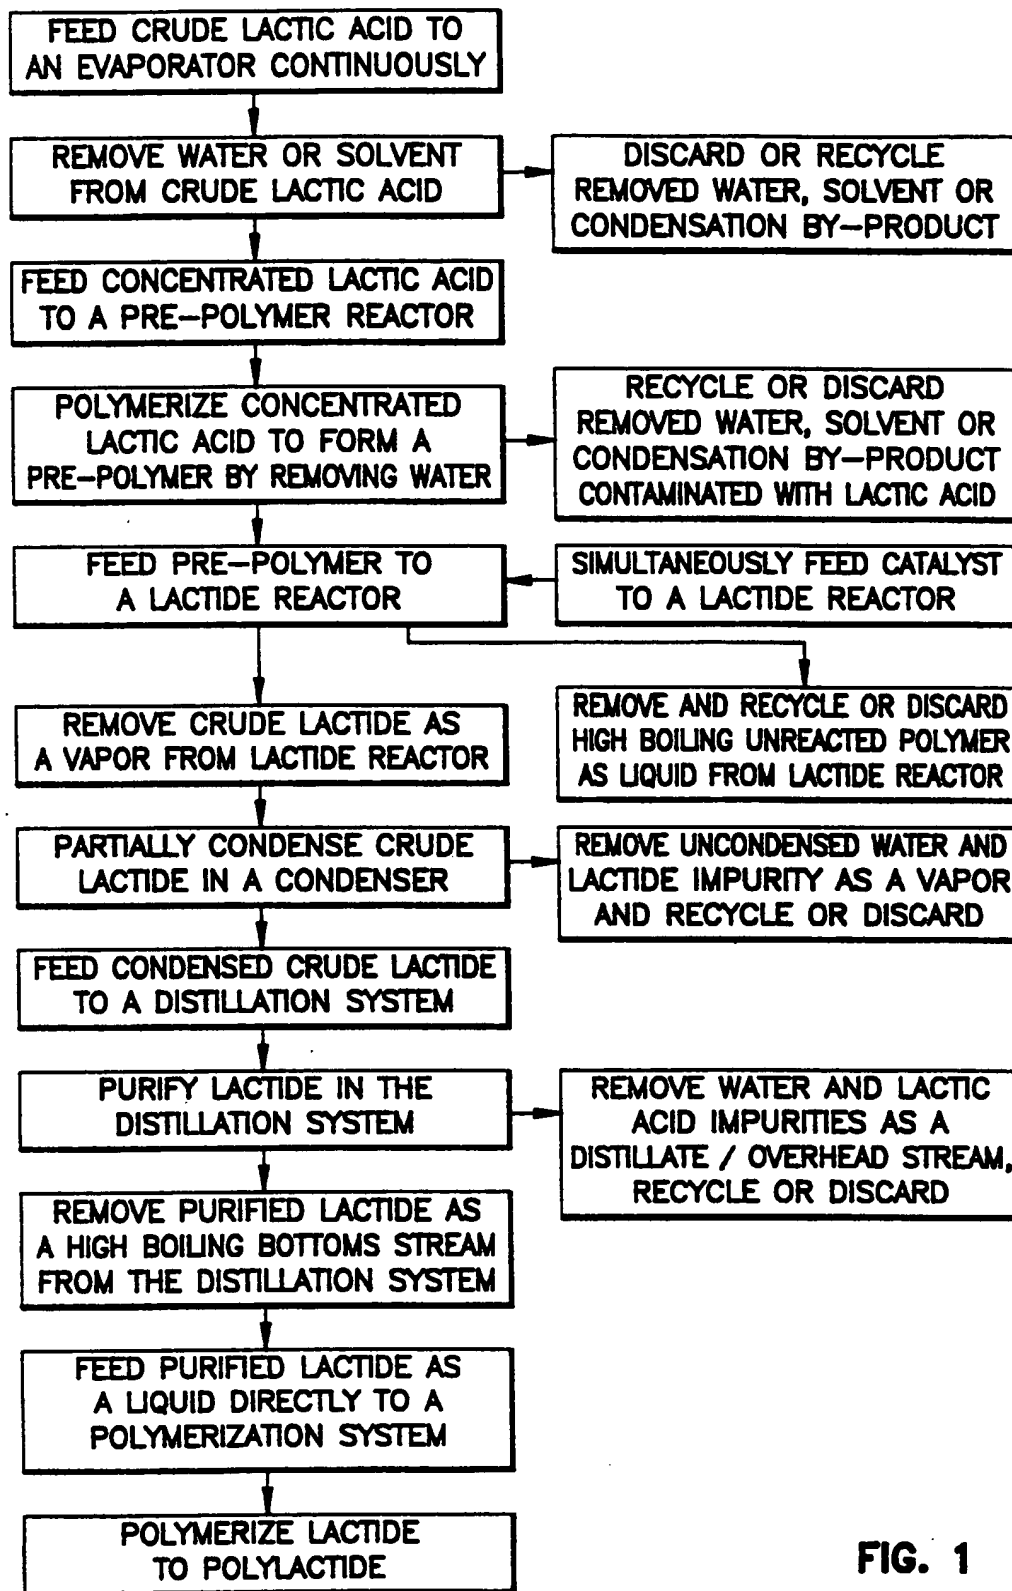 FEED CRUDE LACTIC ACID TO
AN EVAPORATOR CONTINUOUSLY
REMOVE WATER OR SOLVENT
FROM CRUDE LACTIC ACID
DISCARD OR RECYCLE
REMOVED WATER, SOLVENT OR
CONDENSATION BY-PRODUCT
FEED CONCENTRATED LACTIC ACID
TO A PRE-POLYMER REACTOR
POLYMERIZE CONCENTRATED
LACTIC ACID TO FORM A
PRE-POLYMER BY REMOVING WATER
RECYCLE OR DISCARD
REMOVED WATER, SOLVENT OR
CONDENSATION BY-PRODUCT
CONTAMINATED WITH LACTIC ACID
FEED PRE-POLYMER TO
A LACTIDE REACTOR
SIMULTANEOUSLY FEED CATALYST
TO A LACTIDE REACTOR
REMOVE CRUDE LACTIDE AS
A VAPOR FROM LACTIDE REACTOR
REMOVE AND RECYCLE OR DISCARD
HIGH BOILING UNREACTED POLYMER
AS LIQUID FROM LACTIDE REACTOR
PARTIALLY CONDENSE CRUDE
LACTIDE IN A CONDENSER
REMOVE UNCONDENSED WATER AND
LACTIDE IMPURITY AS A VAPOR
AND RECYCLE OR DISCARD
FEED CONDENSED CRUDE LACTIDE
TO A DISTILLATION SYSTEM
PURIFY LACTIDE IN THE
DISTILLATION SYSTEM
REMOVE WATER AND LACTIC
ACID IMPURITIES AS A
DISTILLATE / OVERHEAD STREAM,
RECYCLE OR DISCARD
REMOVE PURIFIED LACTIDE AS
A HIGH BOILING BOTTOMS STREAM
FROM THE DISTILLATION SYSTEM
FEED PURIFIED LACTIDE AS
A LIQUID DIRECTLY TO A
POLYMERIZATION SYSTEM
POLYMERIZE LACTIDE
TO POLYLACTIDE
FIG. 1